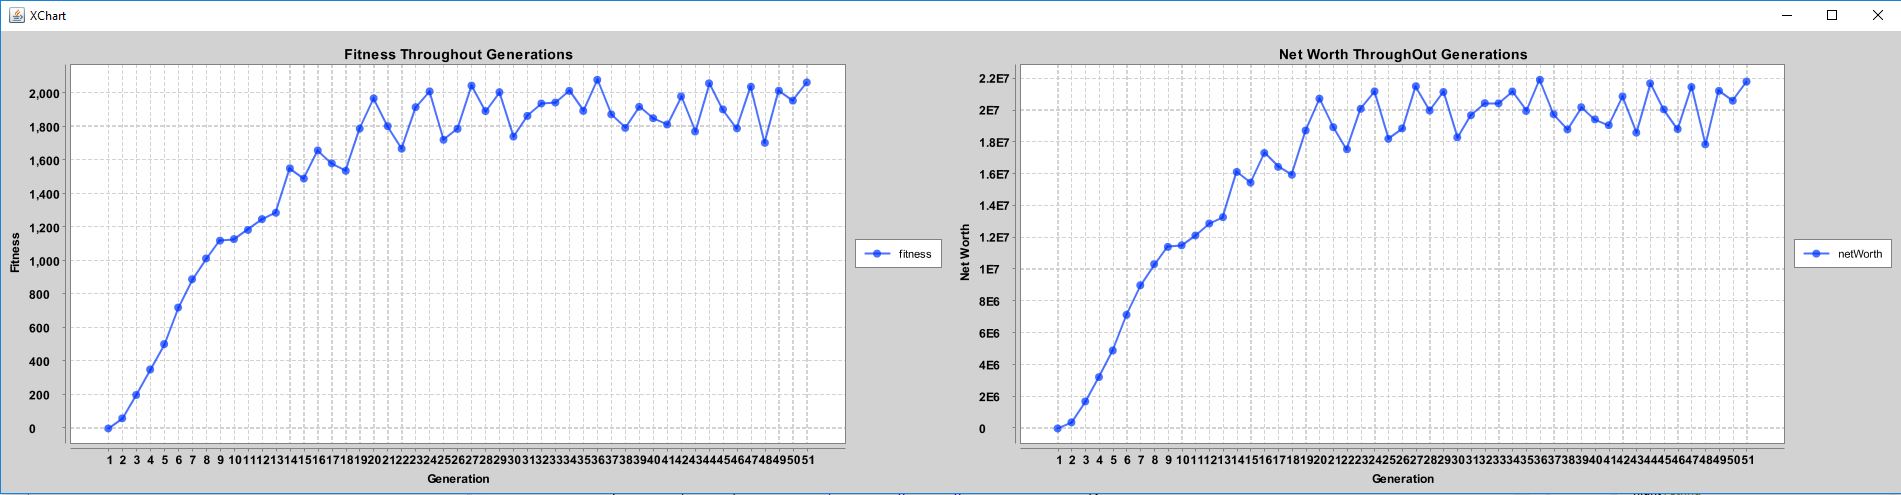 XChart
Fitness Throughout Generations
2,000
1,800
1,600
1,400
1,200
1,000
800
600
400
200
0
Fitness
1 2 3 4 5 6 7 8 9 10 11 12 13 14 15 16 17 18 19 20 21 22 23 24 25 26 27 28 29 30 31 32 33 34 35 36 37 38 39 40 41 42 43 44 45 46 47 48 49 50 51
Generation
fitness
Net Worth ThroughOut Generations
2.2E7
2E7
1.8E7
1.6E7
1.4E7
1.2E7
1E7
8E6
6E6
4E6
2E6
0
Net Worth
1 2 3 4 5 6 7 8 9 10 11 12 13 14 15 16 17 18 19 20 21 22 23 24 25 26 27 28 29 30 31 32 33 34 35 36 37 38 39 40 41 42 43 44 45 46 47 48 49 50 51
Generation
netWorth